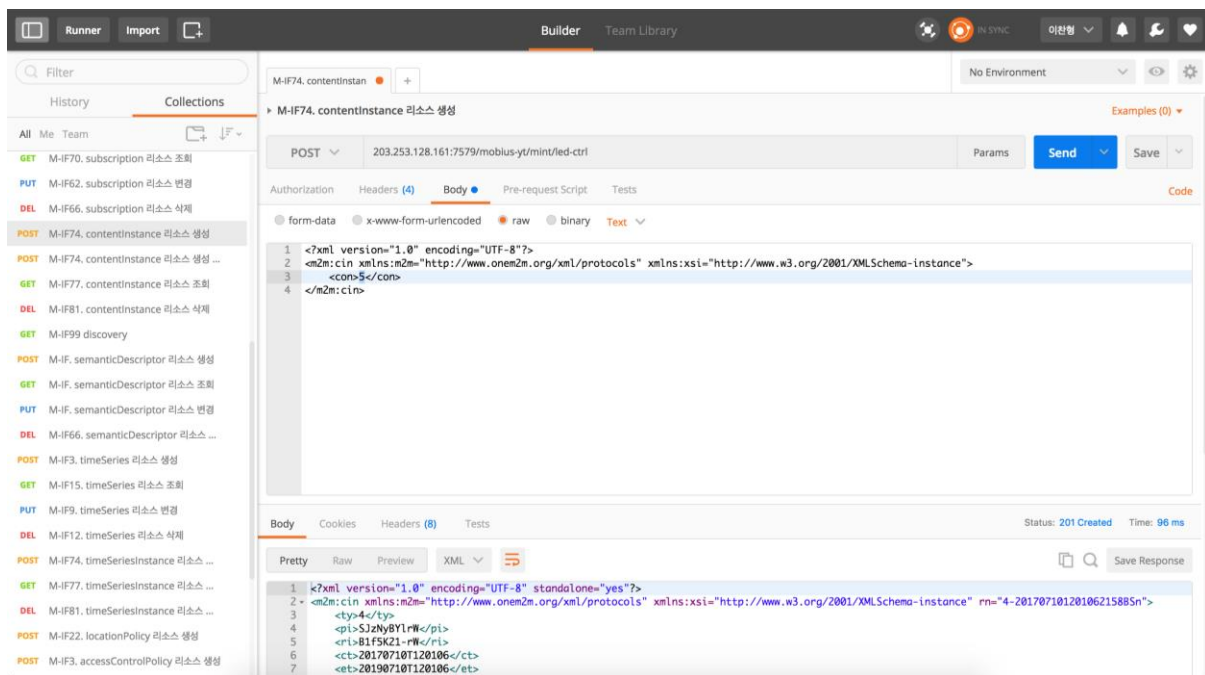 Runner Import Builder Team Library IN SYNC 이찬형
Filter
History Collections
All Me Team
GET M-IF70. subscription 리소스 조회
PUT M-IF62. subscription 리소스 변경
DEL M-IF66. subscription 리소스 삭제
POST M-IF74. contentInstance 리소스 생성
POST M-IF74. contentInstance 리소스 생성 ...
GET M-IF77. contentInstance 리소스 조회
DEL M-IF81. contentInstance 리소스 삭제
GET M-IF99 discovery
POST M-IF. semanticDescriptor 리소스 생성
GET M-IF. semanticDescriptor 리소스 조회
PUT M-IF. semanticDescriptor 리소스 변경
DEL M-IF66. semanticDescriptor 리소스 ...
POST M-IF3. timeSeries 리소스 생성
GET M-IF15. timeSeries 리소스 조회
PUT M-IF9. timeSeries 리소스 변경
DEL M-IF12. timeSeries 리소스 삭제
POST M-IF74. timeSeriesInstance 리소스 ...
GET M-IF77. timeSeriesInstance 리소스 ...
DEL M-IF81. timeSeriesInstance 리소스 ...
POST M-IF22. locationPolicy 리소스 생성
POST M-IF3. accessControlPolicy 리소스 생성
M-IF74. contentInstan + No Environment
M-IF74. contentInstance 리소스 생성 Examples (0)
POST 203.253.128.161:7579/mobius-yt/mint/led-ctrl Params Send Save
Authorization Headers (4) Body Pre-request Script Tests Code
form-data x-www-form-urlencoded raw binary Text
1 <?xml version="1.0" encoding="UTF-8"?>
2 <m2m:cin xmlns:m2m="http://www.onem2m.org/xml/protocols" xmlns:xsi="http://www.w3.org/2001/XMLSchema-instance">
3 <con>5</con>
4 </m2m:cin>
Body Cookies Headers (8) Tests Status: 201 Created Time: 96 ms
Pretty Raw Preview XML Save Response
1 <?xml version="1.0" encoding="UTF-8" standalone="yes"?>
2 <m2m:cin xmlns:m2m="http://www.onem2m.org/xml/protocols" xmlns:xsi="http://www.w3.org/2001/XMLSchema-instance" rn="4-20170710120106215885n">
3 <ty>4</ty>
4 <pi>SJzNyBYlrW</pi>
5 <ri>B1f5KZ1-rW</ri>
6 <ct>20170710T120106</ct>
7 <et>20190710T120106</et>